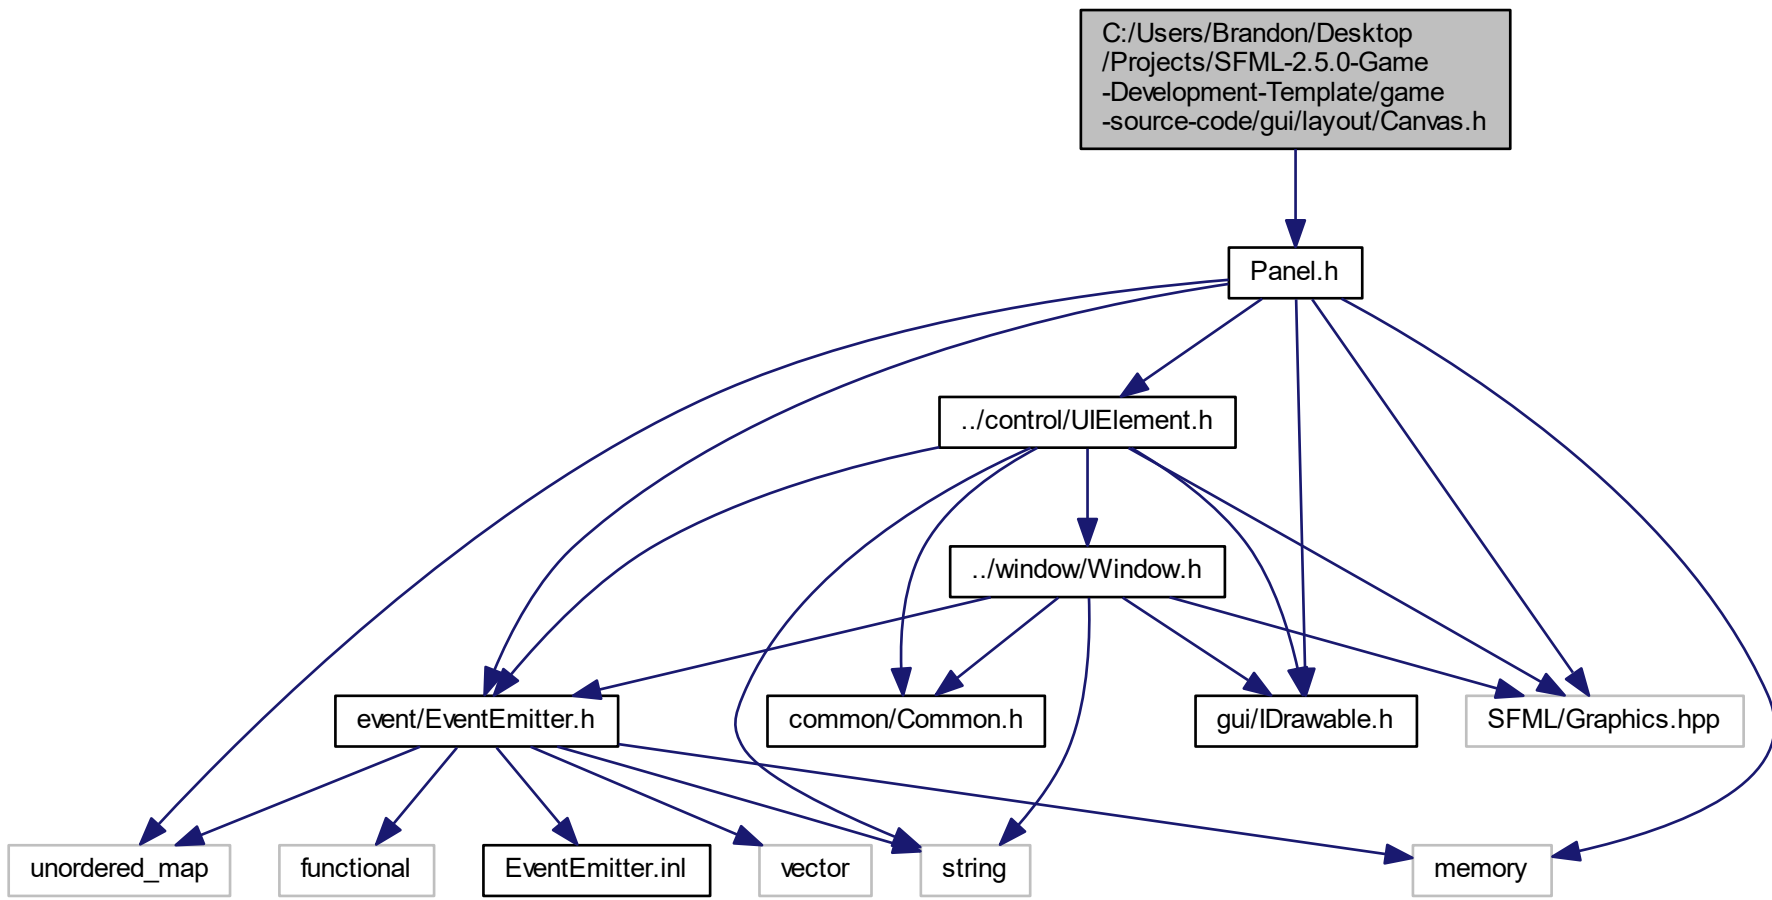 C:/Users/Brandon/Desktop
/Projects/SFML-2.5.0-Game
-Development-Template/game
-source-code/gui/layout/Canvas.h
Panel.h
../control/UIElement.h
../window/Window.h
event/EventEmitter.h
common/Common.h
gui/IDrawable.h
SFML/Graphics.hpp
unordered_map
functional
EventEmitter.inl
vector
string
memory